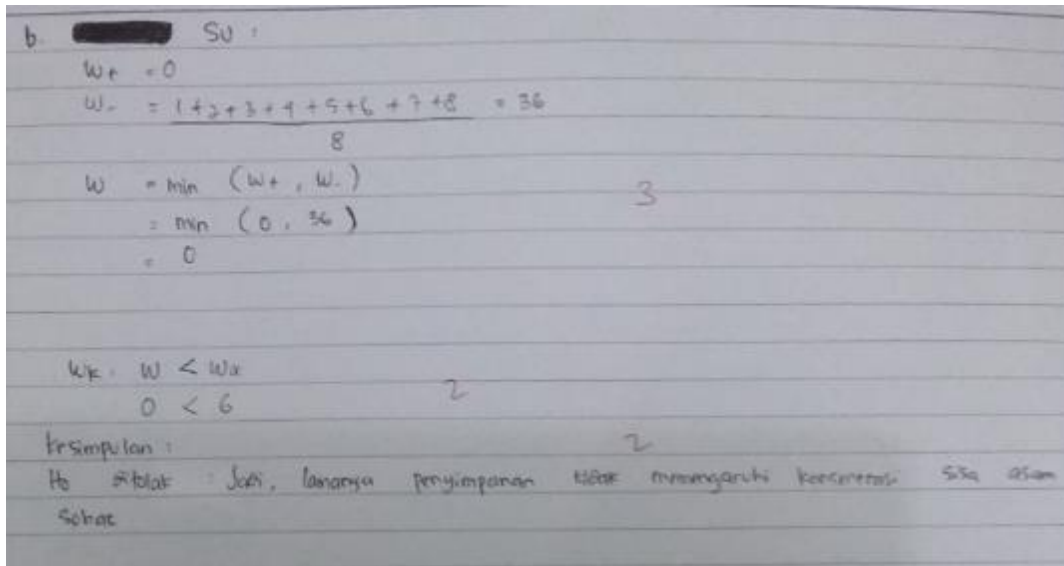 b. SU :
W+ = 0
W- = 1+2+3+4+5+6+7+8 = 36
8
W = min (W+, W-)
3
= min (0, 36)
= 0
WK : W < Wα
2
0 < 6
Kesimpulan :
2
Ho ditolak : Jadi, lamanya penyimpanan tidak memengaruhi konsentrasi sisa asam
Sorbat